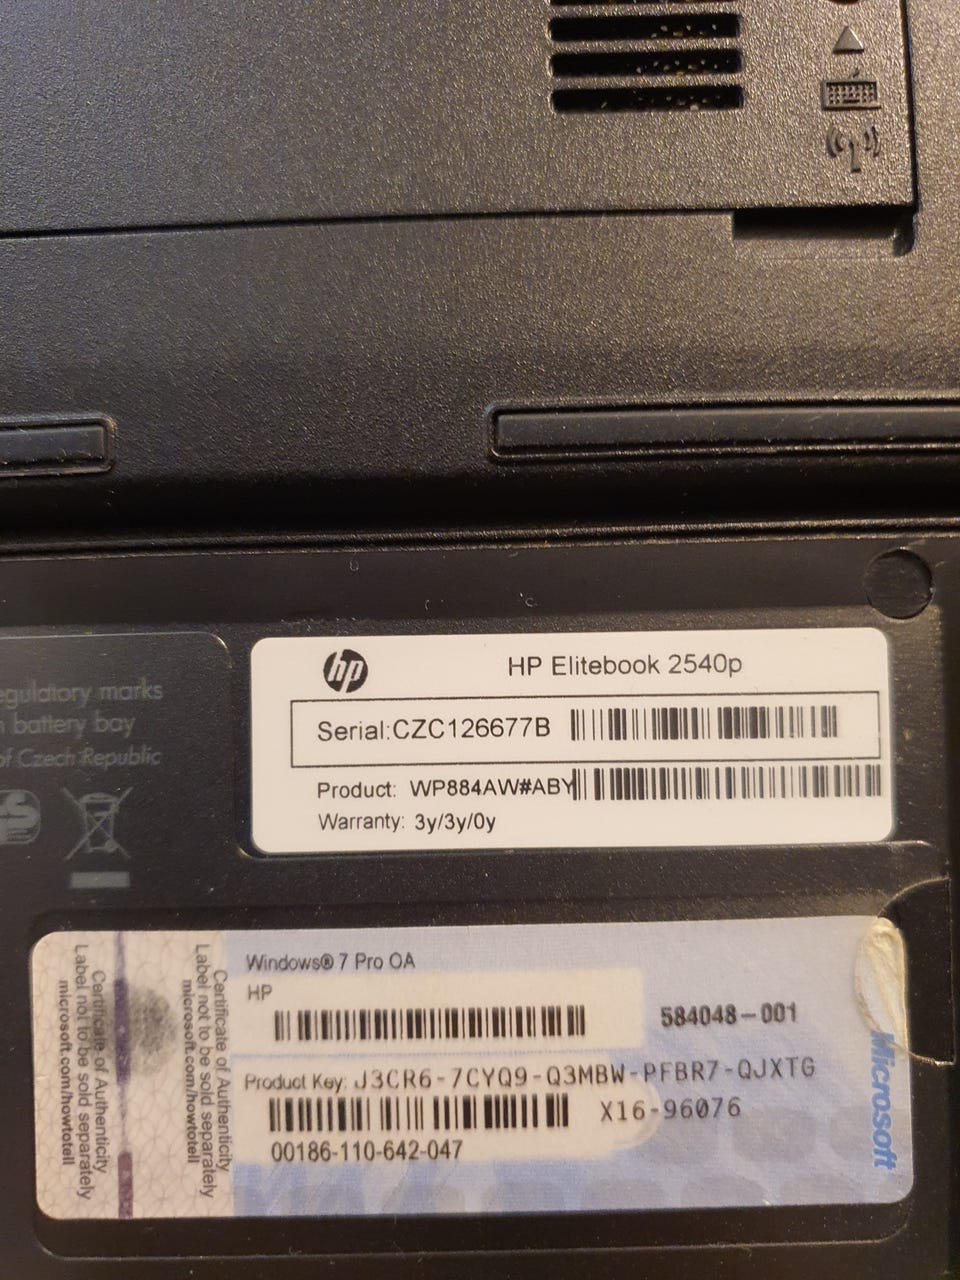 hp
HP Elitebook 2540p
Serial:CZC126677B
Product: WP884AW#ABY
Warranty: 3y/3y/0y
egulatory marks
battery bay
of Czech Republic
Windows® 7 Pro OA
HP
584048-001
Product Key: J3CR6-7CYQ9-Q3MBW-PFBR7-QJXTG
X16-96076
00186-110-642-047
Certificate of Authenticity
Label not to be sold separately
microsoft.com/howtotell
Certificate of Authenticity
Label not to be sold separately
microsoft.com/howtotell
Microsoft